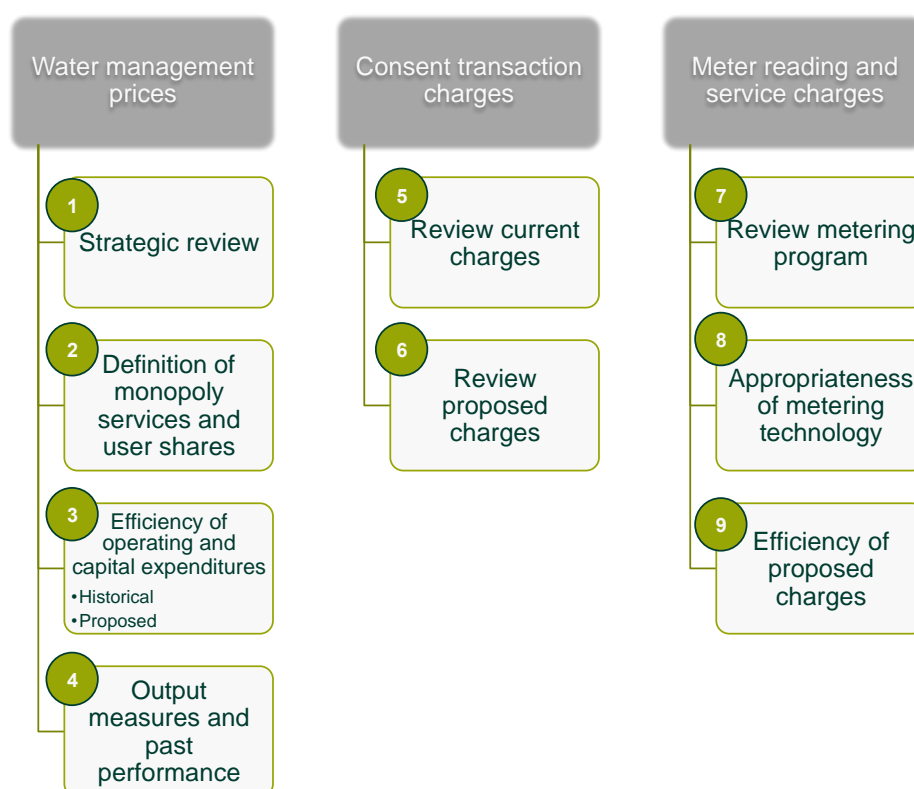 Water management
prices
1
Strategic review
2
Definition of
monopoly
services and
user shares
3
Efficiency of
operating and
capital expenditures
•Historical
•Proposed
4
Output
measures and
past
performance
Consent transaction
charges
5
Review current
charges
6
Review
proposed
charges
Meter reading and
service charges
7
Review metering
program
8
Appropriateness
of metering
technology
9
Efficiency of
proposed
charges